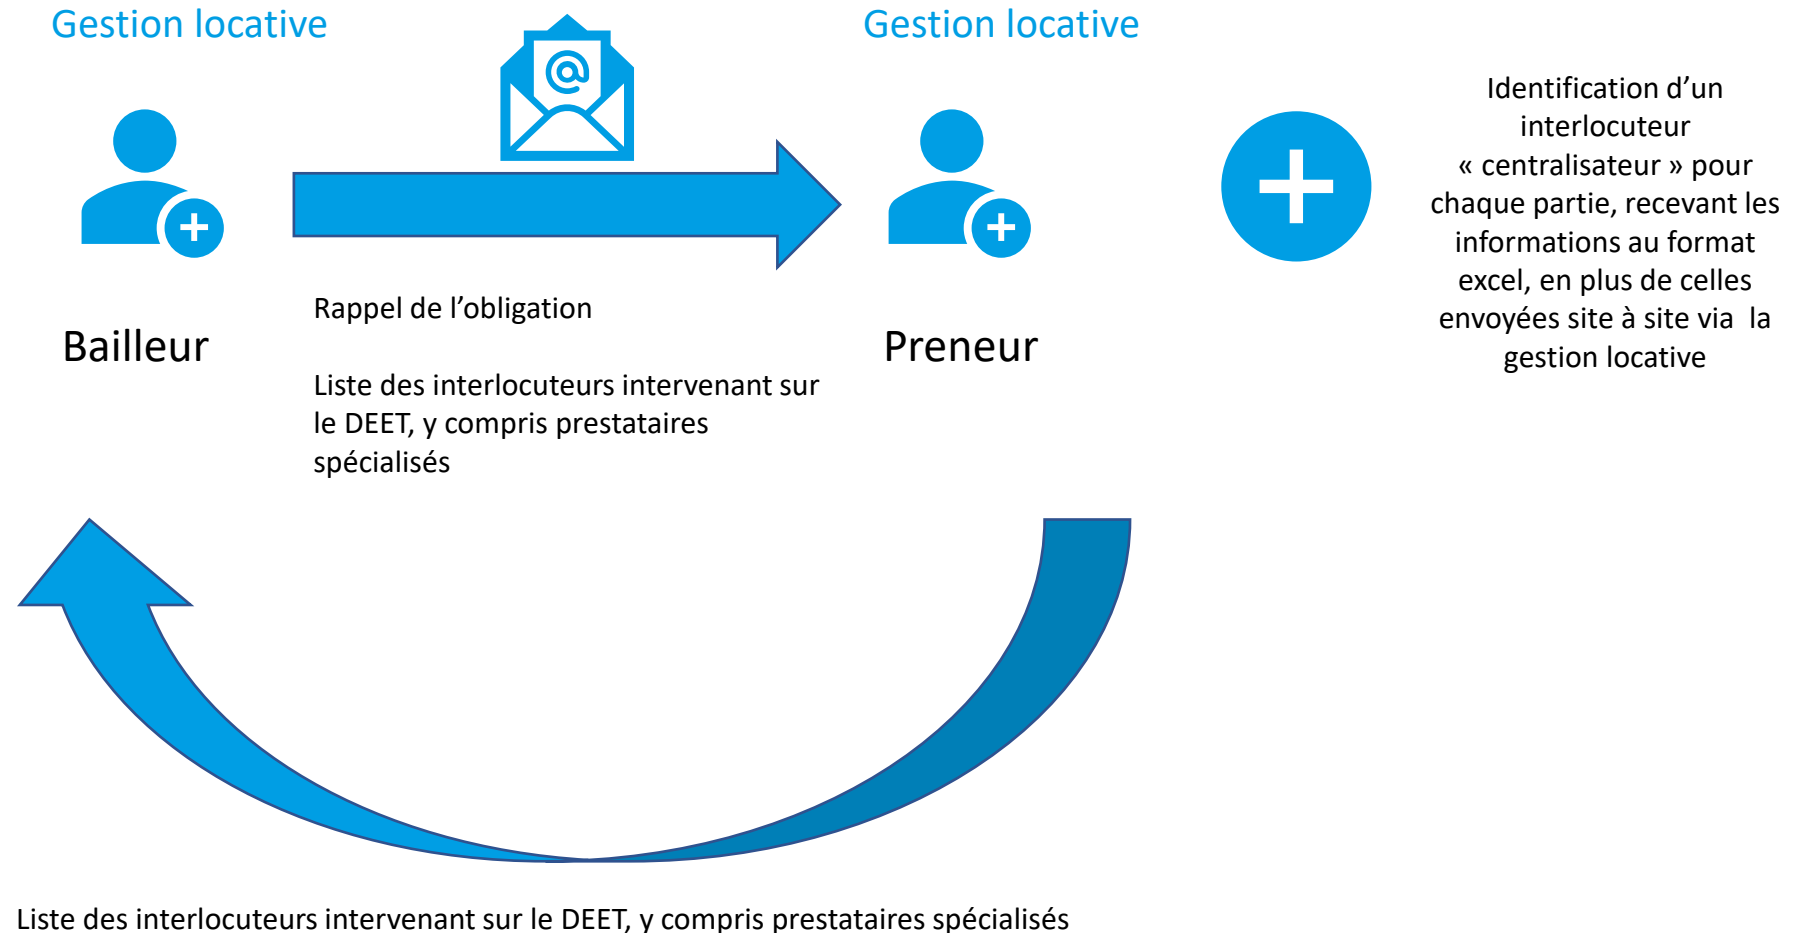 Gestion locative
Gestion locative
@
Bailleur
Rappel de l’obligation
Liste des interlocuteurs intervenant sur
le DEET, y compris prestataires
spécialisés
Preneur
Identification d’un
interlocuteur
« centralisateur » pour
chaque partie, recevant les
informations au format
excel, en plus de celles
envoyées site à site via  la
gestion locative
Liste des interlocuteurs intervenant sur le DEET, y compris prestataires spécialisés